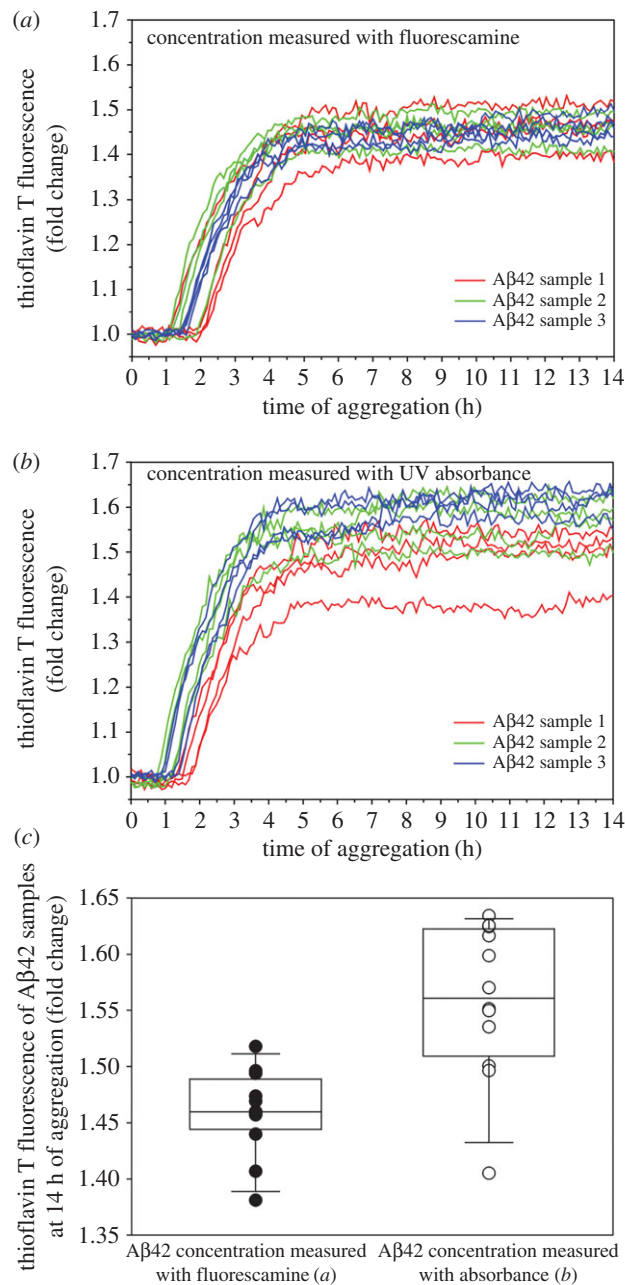 (a)
1.7
1.6
1.5
1.4
1.3
1.2
1.1
1.0
thioflavin T fluorescence
(fold change)
concentration measured with fluorescamine
Aβ42 sample 1
Aβ42 sample 2
Aβ42 sample 3
0 1 2 3 4 5 6 7 8 9 10 11 12 13 14
time of aggregation (h)
(b)
1.7
1.6
1.5
1.4
1.3
1.2
1.1
1.0
thioflavin T fluorescence
(fold change)
concentration measured with UV absorbance
Aβ42 sample 1
Aβ42 sample 2
Aβ42 sample 3
0 1 2 3 4 5 6 7 8 9 10 11 12 13 14
time of aggregation (h)
(c)
1.65
1.60
1.55
1.50
1.45
1.40
1.35
thioflavin T fluorescence of Aβ42 samples
at 14 h of aggregation (fold change)
Aβ42 concentration measured
with fluorescamine (a)
Aβ42 concentration measured
with absorbance (b)